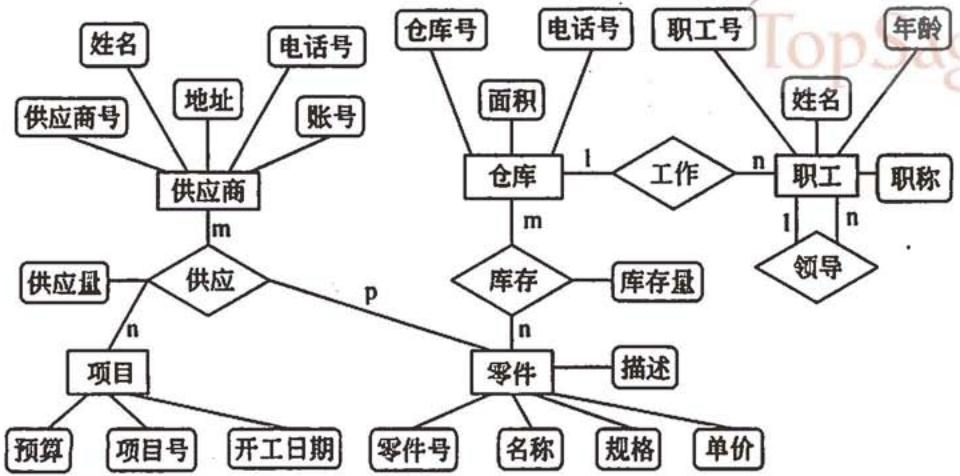 姓名
电话号
地址
供应商号
账号
供应商
仓库号
电话号
面积
仓库
1
工作
n
职工号
年龄
姓名
职工
职称
1
n
领导
m
供应量
供应
n
p
m
库存
库存量
n
项目
预算
项目号
开工日期
零件
描述
零件号
名称
规格
单价
TopSag